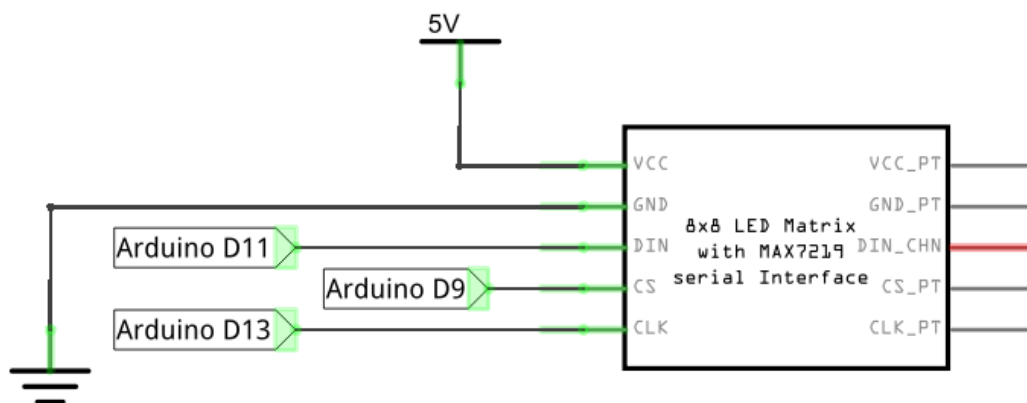 5V
VCC
VCC_PT
GND
GND_PT
Arduino D11
DIN
8x8 LED Matrix
with MAX7219
serial Interface
DIN_CHN
Arduino D9
CS
CS_PT
Arduino D13
CLK
CLK_PT